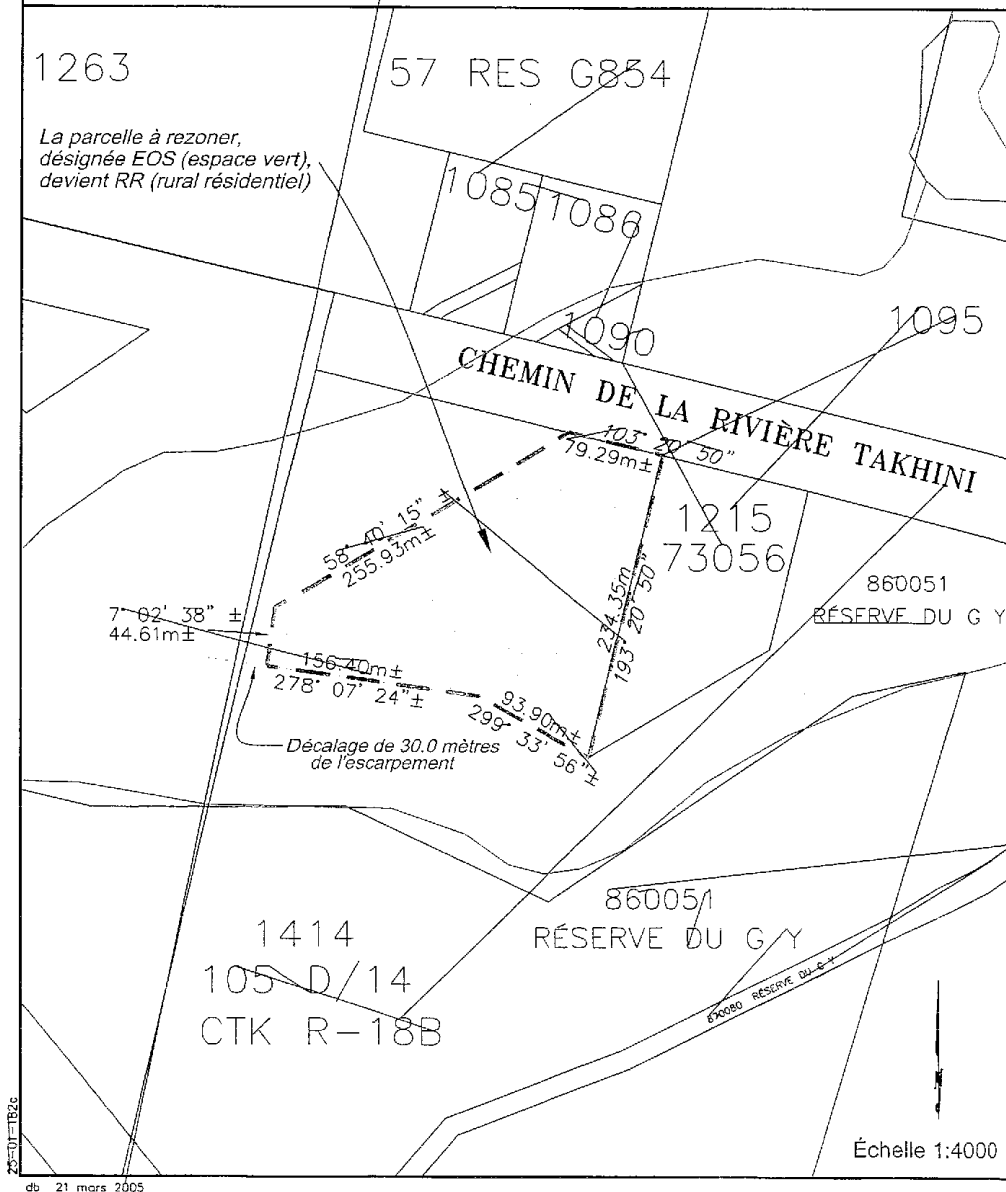 1263
57 RES G854
La parcelle à rezoner,
désignée EOS (espace vert),
devient RR (rural résidentiel)
1085
1086
1090
1095
CHEMIN DE LA RIVIÈRE TAKHINI
103° 20' 50"
79.29m±
1215
73056
58° 40' 15" ±
255.93m±
234.35m
193° 20' 50"
860051
RÉSERVE DU G Y
7° 02' 38" ±
44.61m±
156.40m±
278° 07' 24"±
93.90m±
299° 33' 56"±
Décalage de 30.0 mètres
de l'escarpement
860051
RÉSERVE DU G Y
1414
105 D/14
CTK R-18B
RÉSERVE DU G Y
N
Échelle 1:4000
25-01-182c
db 21 mars 2005